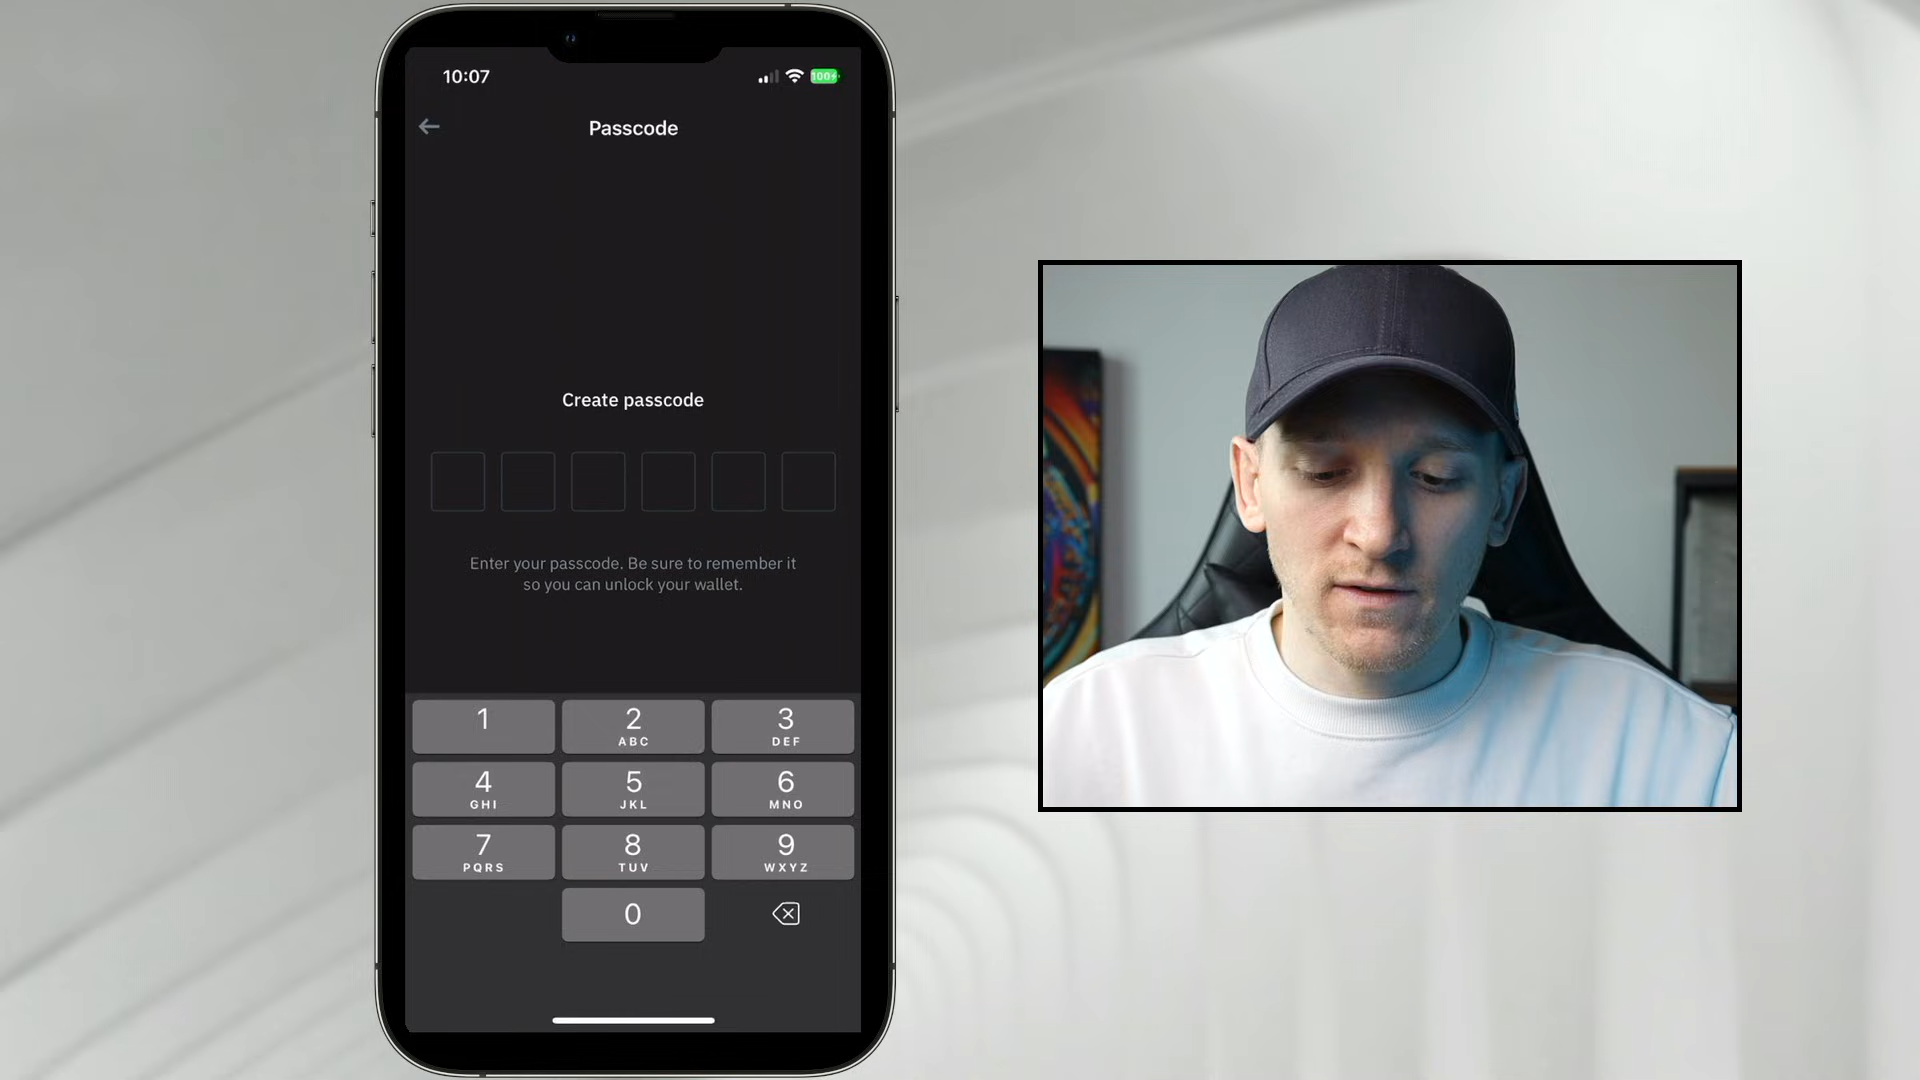 10:07
100
Passcode
Create passcode
Enter your passcode. Be sure to remember it
so you can unlock your wallet.
1
2
ABC
3
DEF
4
GHI
5
JKL
6
MNO
7
PQRS
8
TUV
9
WXYZ
0